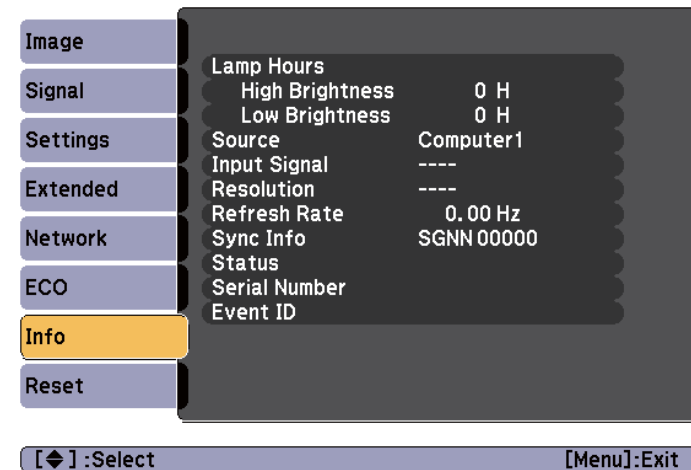 Image
Signal
Settings
Extended
Network
ECO
Info
Reset
Lamp Hours
High Brightness 0 H
Low Brightness 0 H
Source Computer1
Input Signal ----
Resolution ----
Refresh Rate 0.00 Hz
Sync Info SGNN 00000
Status
Serial Number
Event ID
[◆] :Select [Menu]:Exit